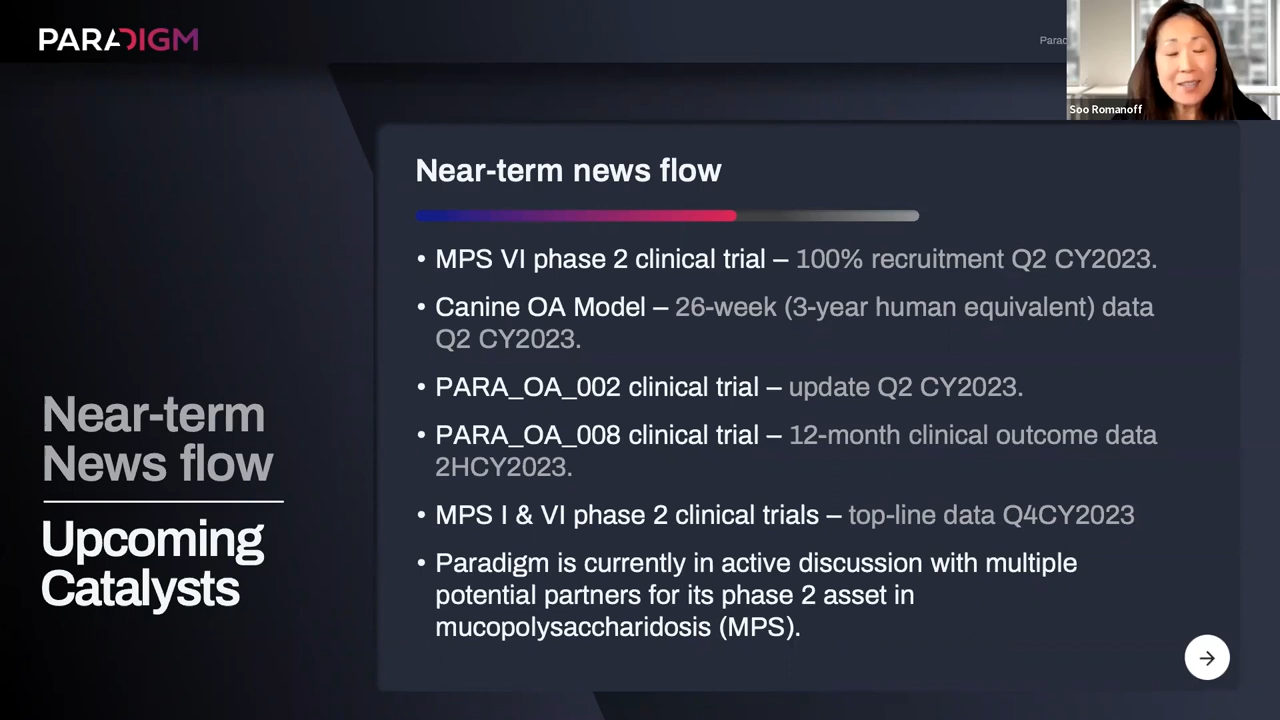 PARADIGM
Parad
Soo Romanoff
Near-term news flow
• MPS VI phase 2 clinical trial – 100% recruitment Q2 CY2023.
• Canine OA Model – 26-week (3-year human equivalent) data
Q2 CY2023.
• PARA_OA_002 clinical trial – update Q2 CY2023.
• PARA_OA_008 clinical trial – 12-month clinical outcome data
2HCY2023.
• MPS I & VI phase 2 clinical trials – top-line data Q4CY2023
• Paradigm is currently in active discussion with multiple
potential partners for its phase 2 asset in
mucopolysaccharidosis (MPS).
Near-term
News flow
Upcoming
Catalysts